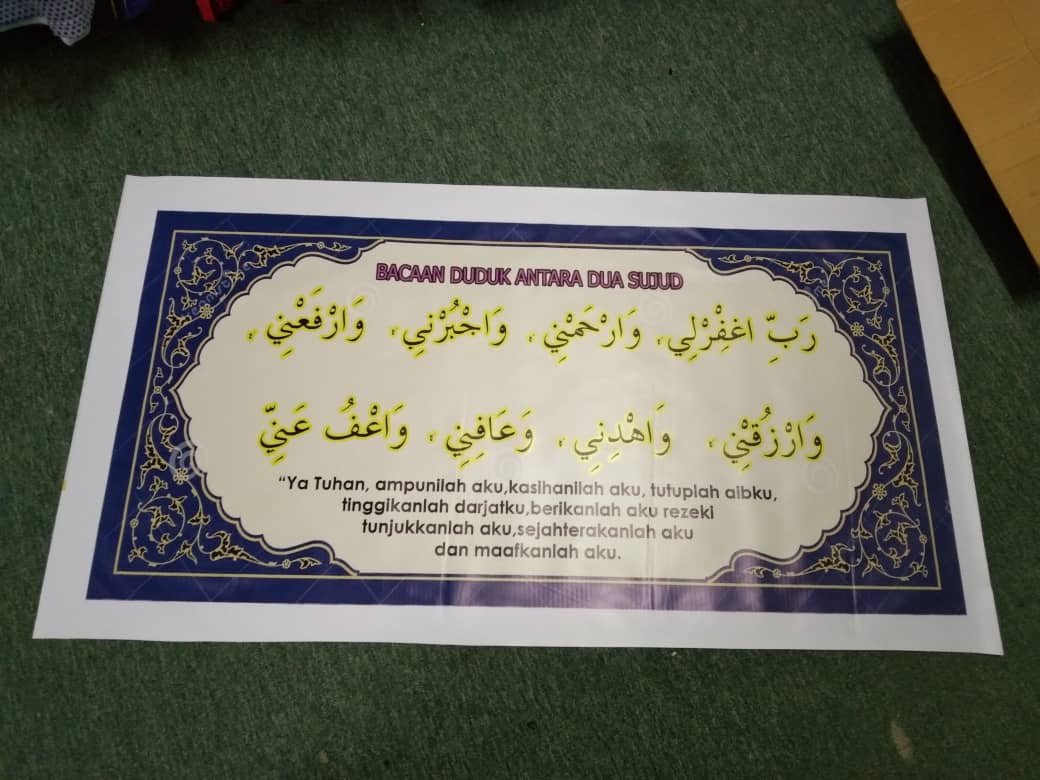 BACAAN DUDUK ANTARA DUA SUJUD
رَبِّ اغْفِرْلِي، وَارْحَمْنِي، وَاجْبُرْنِي، وَارْفَعْنِي،
وَارْزُقْنِي، وَاهْدِنِي، وَعَافِنِي، وَاعْفُ عَنِّي
“Ya Tuhan, ampunilah aku,kasihanilah aku, tutuplah aibku,
tinggikanlah darjatku,berikanlah aku rezeki
tunjukkanlah aku,sejahterakanlah aku
dan maafkanlah aku.